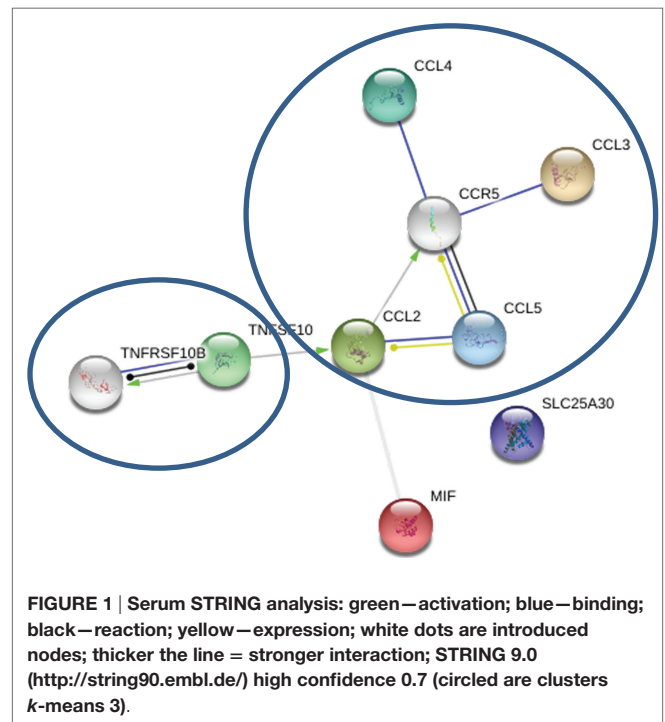 CCL4
CCL3
CCR5
TNFSF10
CCL2
CCL5
TNFRSF10B
SLC25A30
MIF
FIGURE 1 | Serum STRING analysis: green—activation; blue—binding;
black—reaction; yellow—expression; white dots are introduced
nodes; thicker the line = stronger interaction; STRING 9.0
(http://string90.embl.de/) high confidence 0.7 (circled are clusters
k-means 3).